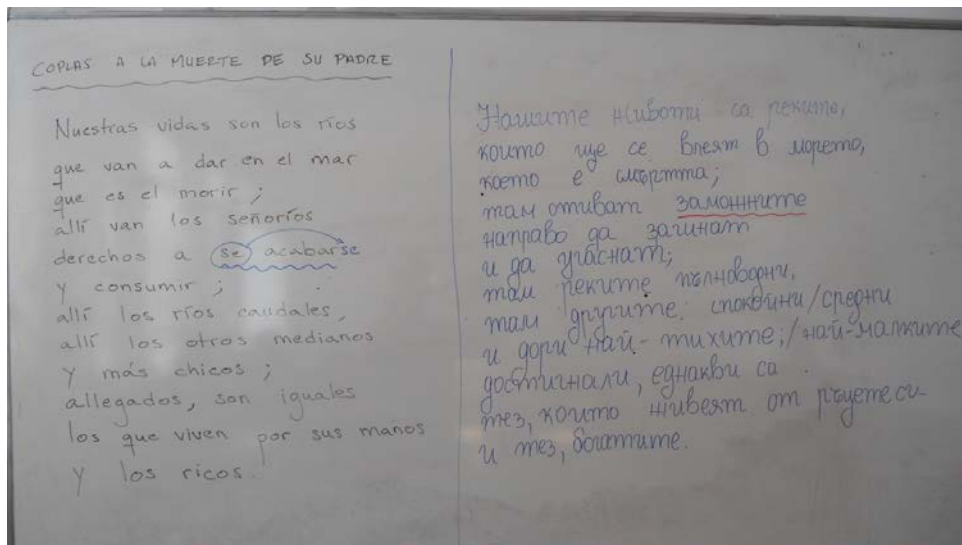 COPLAS A LA MUERTE DE SU PADRE
Nuestras vidas son los ríos
que van a dar en el mar
que es el morir ;
allí van los señoríos
derechos a se acabarse
y consumir ;
allí los ríos caudales,
allí los otros medianos
y más chicos ;
allegados, son iguales
los que viven por sus manos
y los ricos.
Нашите животи са реките,
които ще се влеят в морето,
което е смъртта;
там отиват заможните
направо да загинат
и да угаснат;
там реките пълноводни,
там другите, спокойни/средни
и дори най-тихите;/най-малките
достигнали, еднакви са .
тез, които живеят от ръцете си-
и тез, богатите.